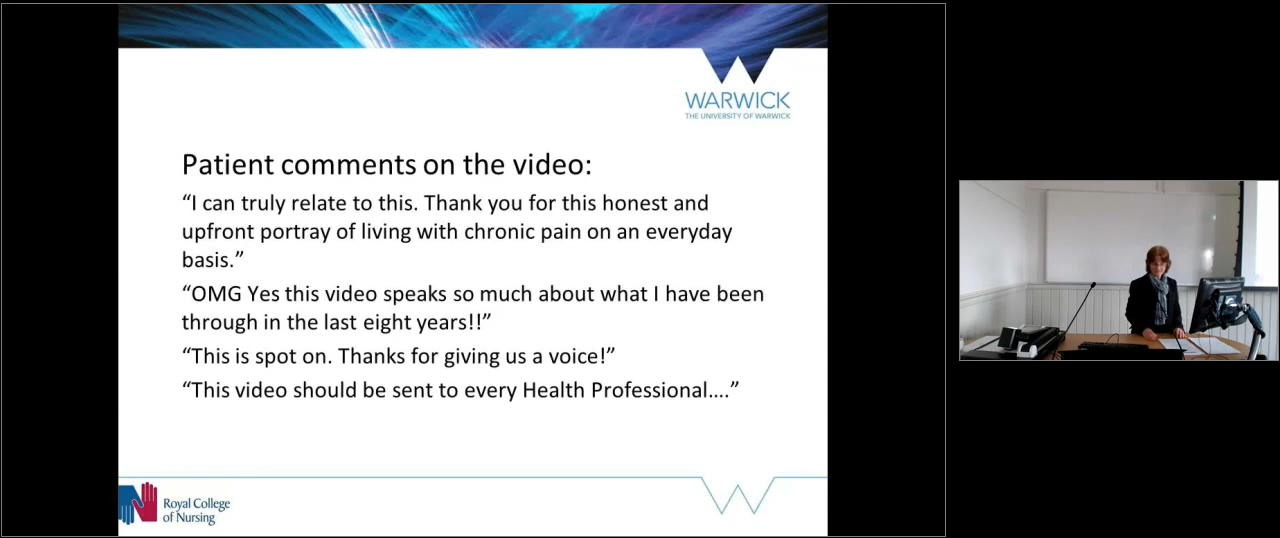 WARWICK
THE UNIVERSITY OF WARWICK
Patient comments on the video:
“I can truly relate to this. Thank you for this honest and
upfront portray of living with chronic pain on an everyday
basis.”
“OMG Yes this video speaks so much about what I have been
through in the last eight years!!”
“This is spot on. Thanks for giving us a voice!”
“This video should be sent to every Health Professional….”
Royal College
of Nursing